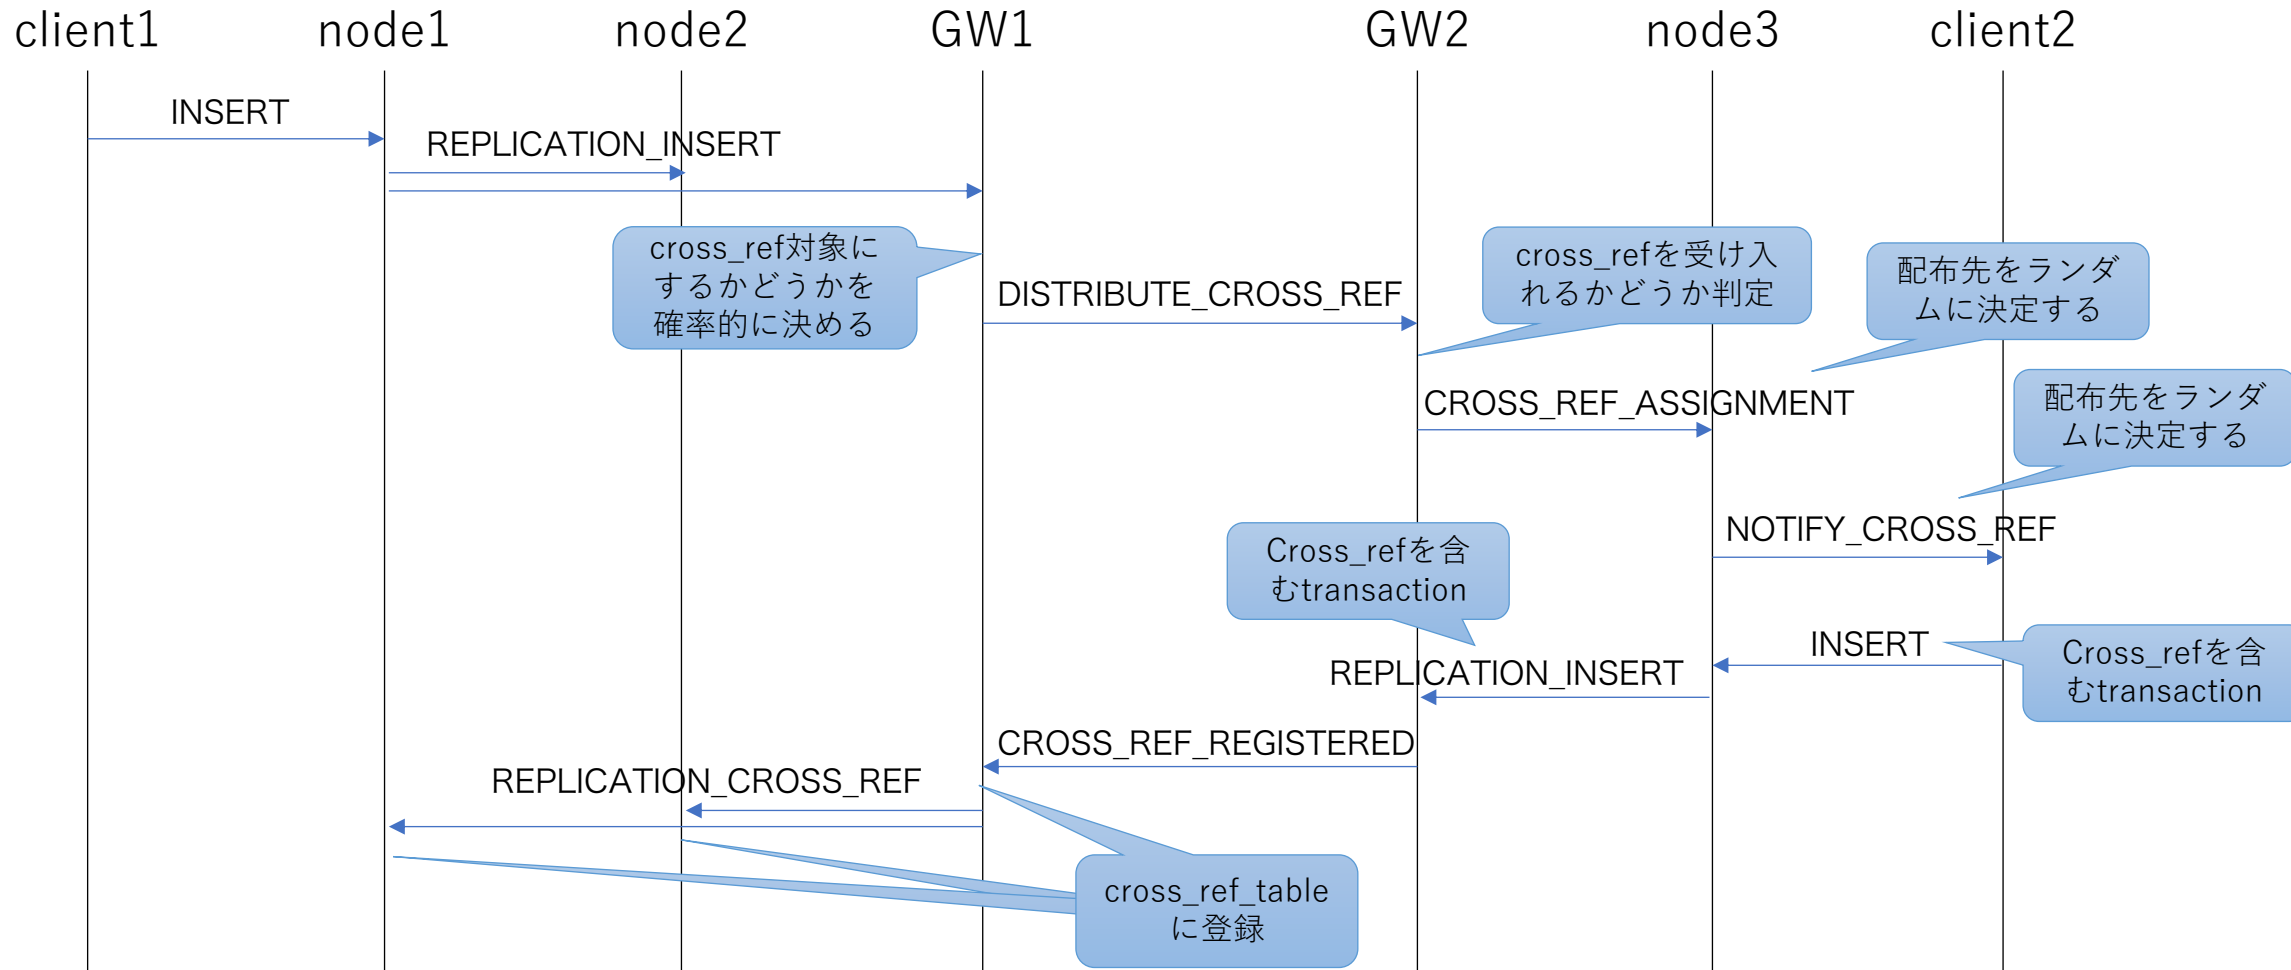 client1
node1
node2
GW1
GW2
node3
client2
INSERT
REPLICATION_INSERT
cross_ref対象に
するかどうかを
確率的に決める
DISTRIBUTE_CROSS_REF
cross_refを受け入
れるかどうか判定
配布先をランダ
ムに決定する
CROSS_REF_ASSIGNMENT
配布先をランダ
ムに決定する
NOTIFY_CROSS_REF
Cross_refを含
むtransaction
INSERT
Cross_refを含
むtransaction
REPLICATION_INSERT
CROSS_REF_REGISTERED
REPLICATION_CROSS_REF
cross_ref_table
に登録